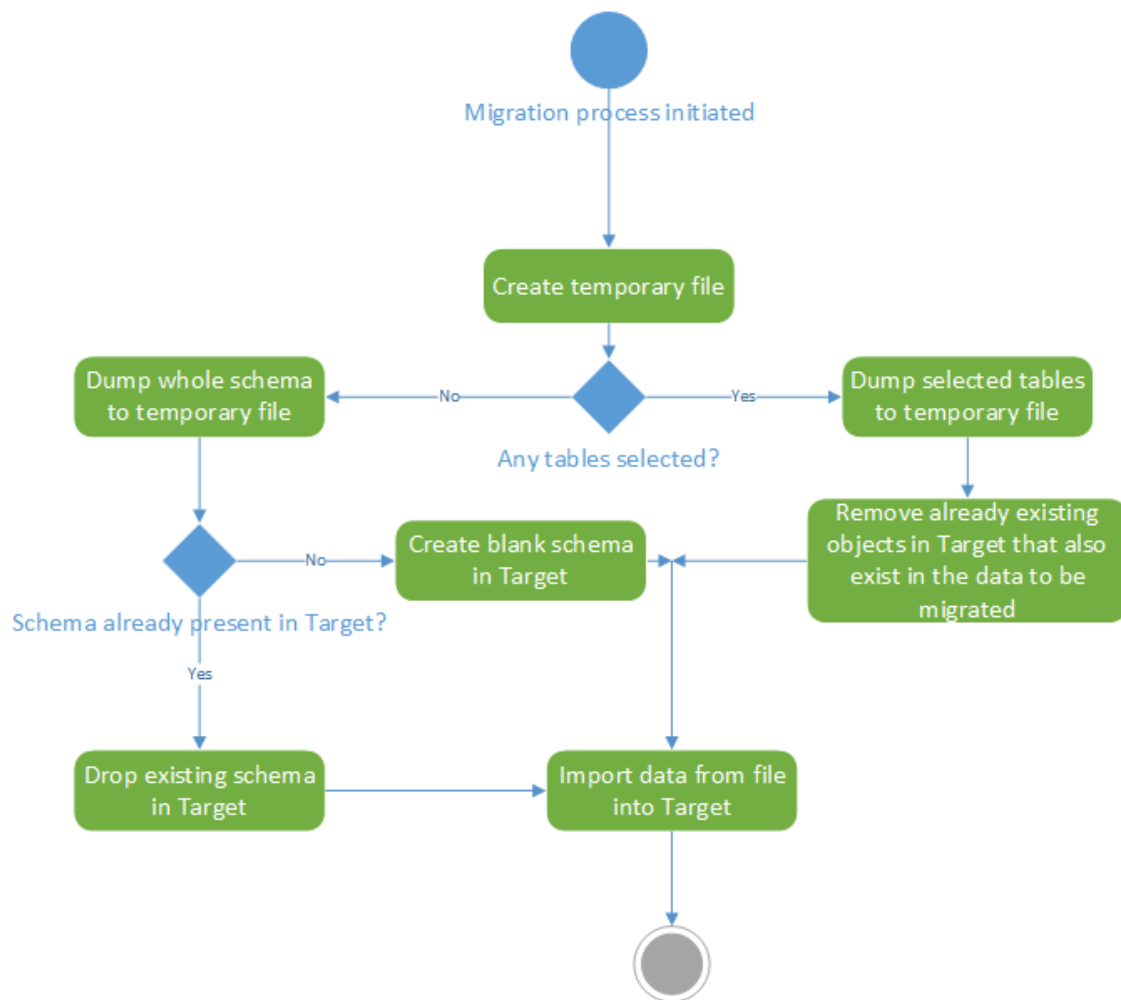 Migration process initiated
Create temporary file
Dump whole schema
to temporary file
No
Yes
Dump selected tables
to temporary file
Any tables selected?
Remove already existing
objects in Target that also
exist in the data to be
migrated
No
Create blank schema
in Target
Schema already present in Target?
Yes
Drop existing schema
in Target
Import data from file
into Target